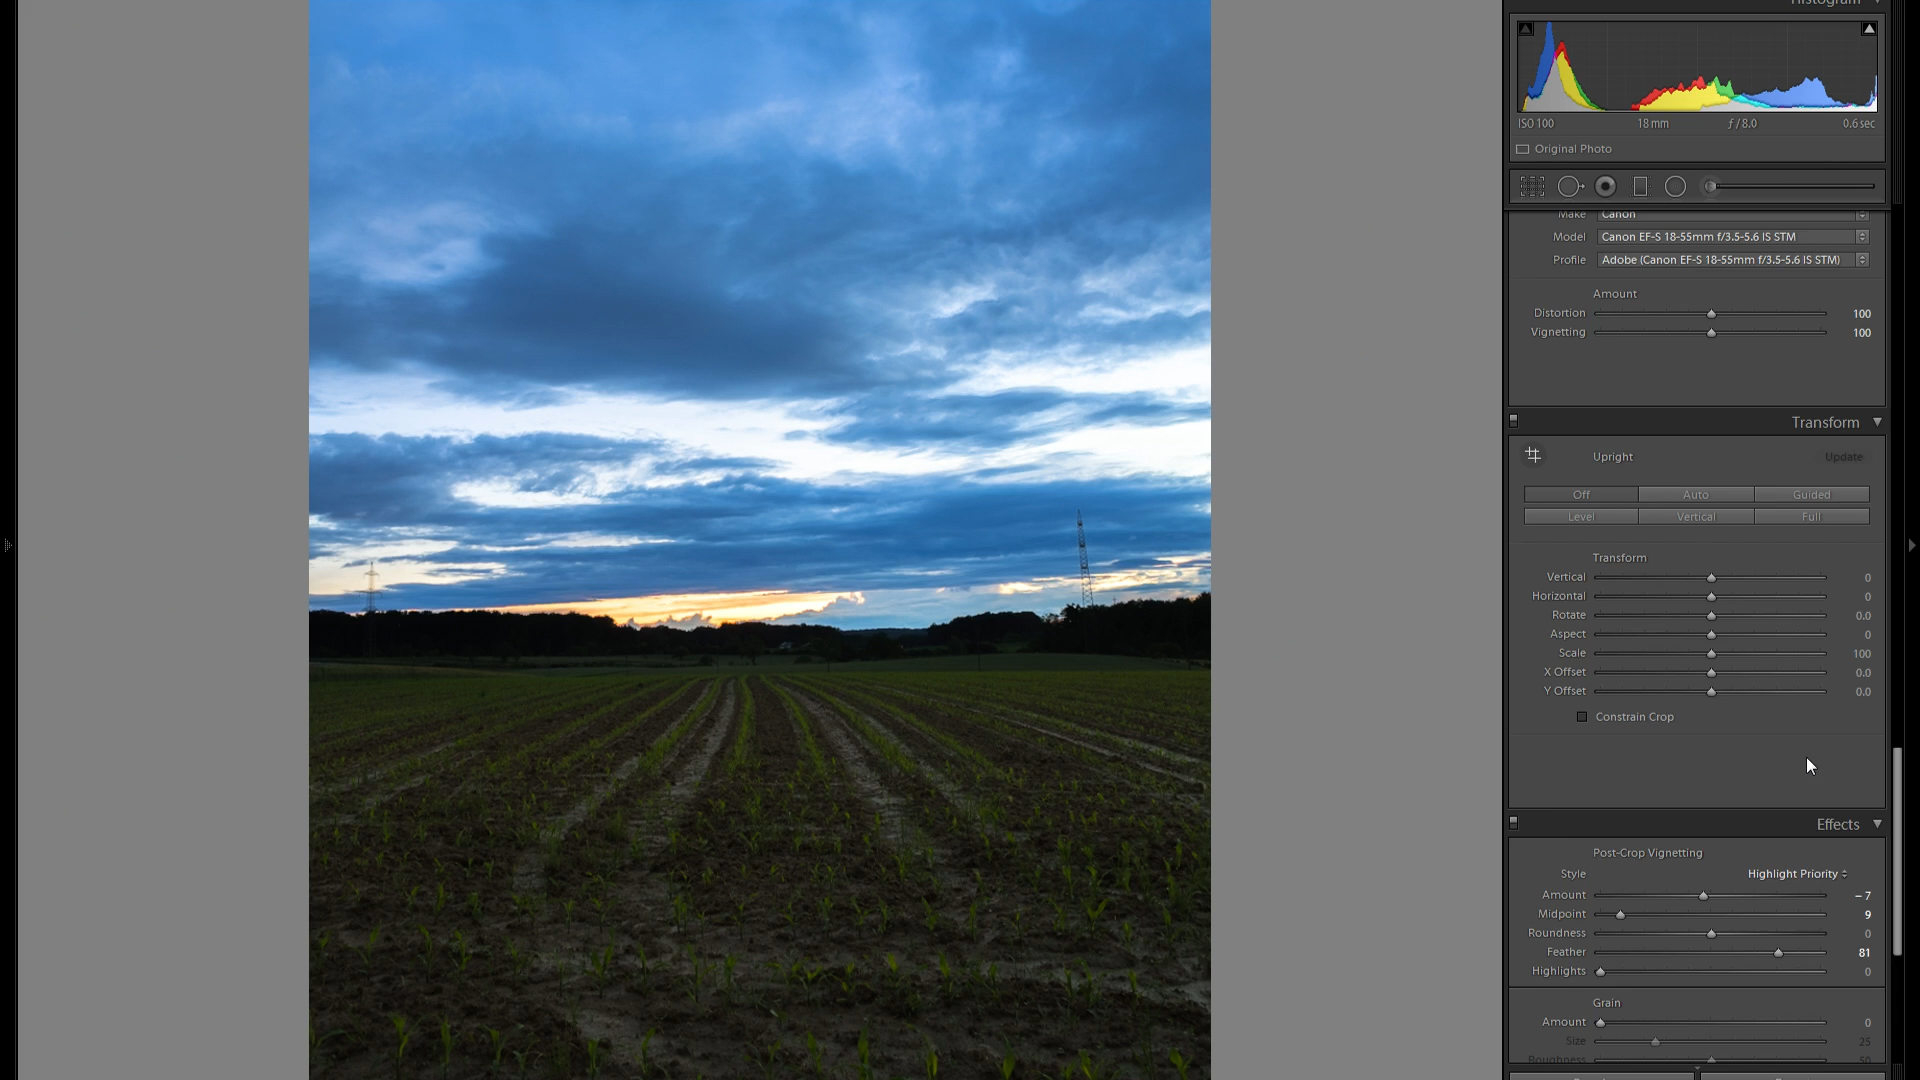 Histogram
ISO 100 18 mm f / 8.0 0.6 sec
Original Photo
Make Canon
Model Canon EF-S 18-55mm f/3.5-5.6 IS STM
Profile Adobe (Canon EF-S 18-55mm f/3.5-5.6 IS STM)
Amount
Distortion 100
Vignetting 100
Transform
Upright Update
Off Auto Guided
Level Vertical Full
Transform
Vertical 0
Horizontal 0
Rotate 0.0
Aspect 0
Scale 100
X Offset 0.0
Y Offset 0.0
Constrain Crop
Effects
Post-Crop Vignetting
Style Highlight Priority
Amount – 7
Midpoint 9
Roundness 0
Feather 81
Highlights 0
Grain
Amount 0
Size 25
Roughness 50